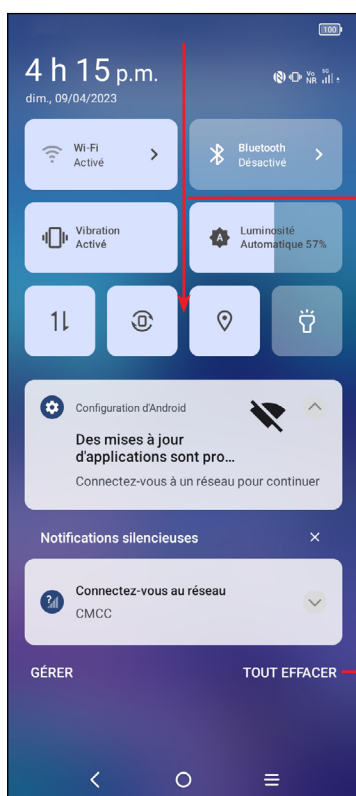 100
4 h 15 p.m.
Vo NR 5G
dim., 09/04/2023
Wi-Fi
Activé
Bluetooth
Désactivé
Vibration
Activé
A
Luminosité
Automatique 57%
Configuration d'Android
Des mises à jour
d'applications sont pro...
Connectez-vous à un réseau pour continuer
Notifications silencieuses
?
Connectez-vous au réseau
CMCC
GÉRER
TOUT EFFACER